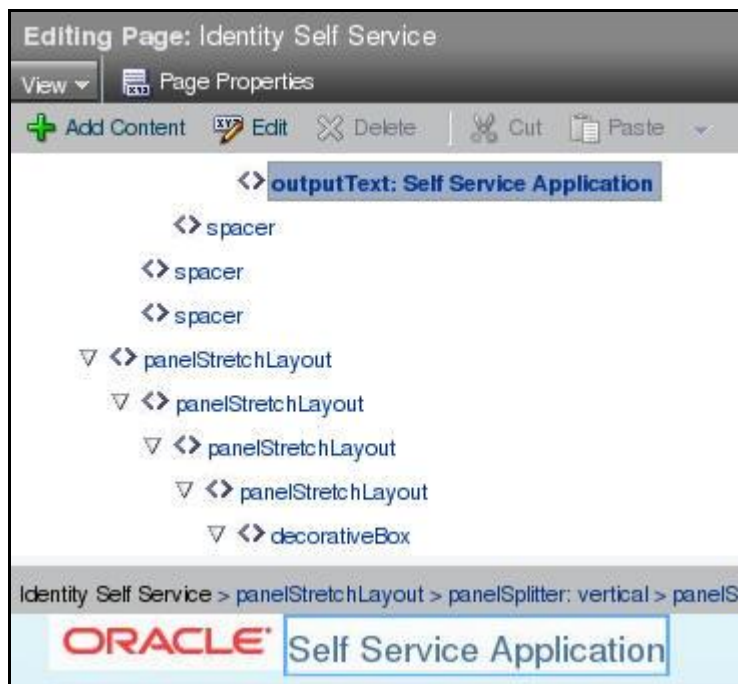 Editing Page: Identity Self Service
View Page Properties
Add Content Edit Delete Cut Paste
outputText: Self Service Application
spacer
spacer
spacer
panelStretchLayout
panelStretchLayout
panelStretchLayout
panelStretchLayout
decorativeBox
Identity Self Service > panelStretchLayout > panelSplitter: vertical > panelS
ORACLE Self Service Application